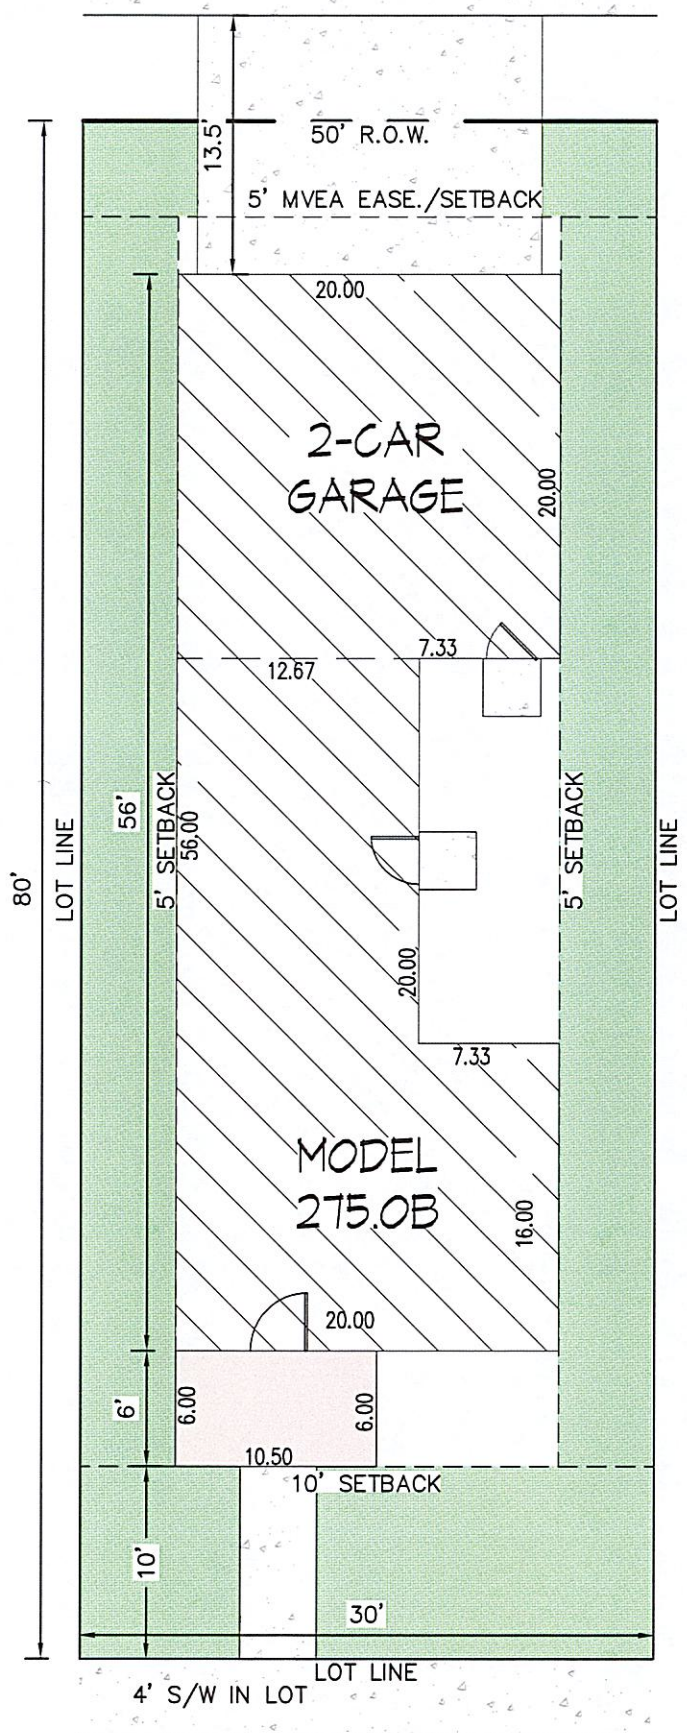 13.5'
50' R.O.W.
5' MVEA EASE./SETBACK
20.00
2-CAR
GARAGE
20.00
7.33
12.67
56'
5' SETBACK
56.00
5' SETBACK
80'
LOT LINE
LOT LINE
20.00
7.33
MODEL
275.0B
16.00
20.00
6'
6.00
6.00
10.50
10' SETBACK
10'
30'
LOT LINE
4' S/W IN LOT